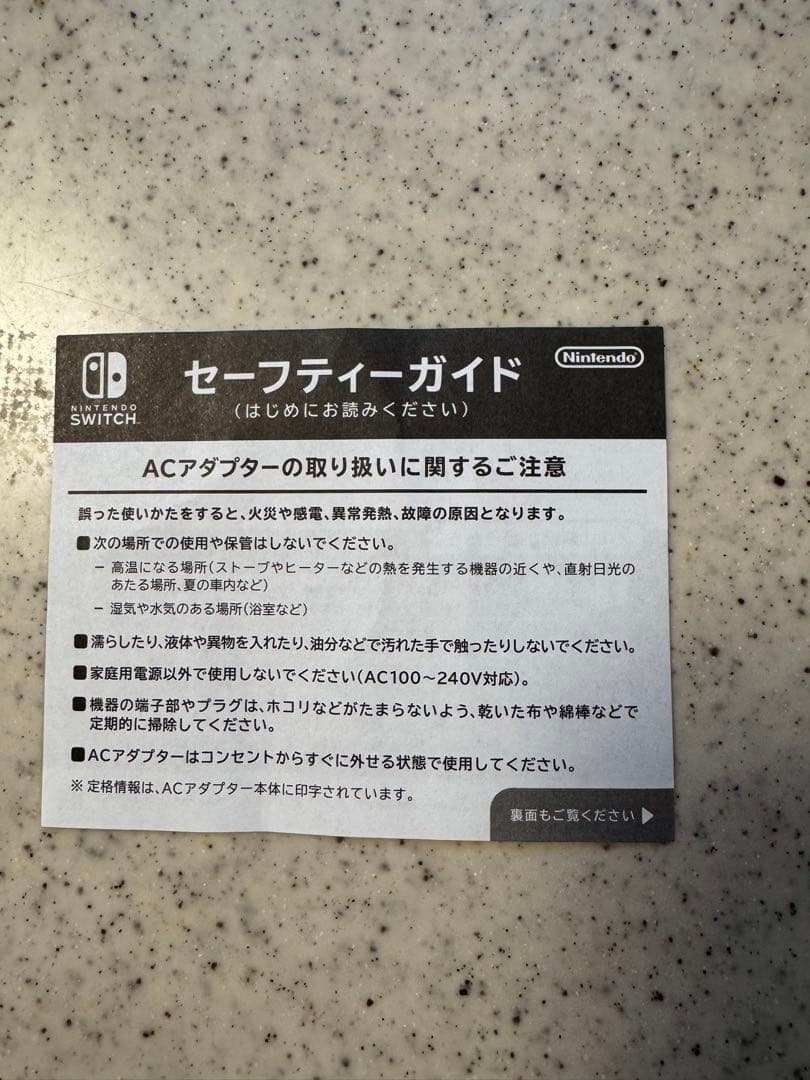 NINTENDO
SWITCH
セーフティーガイド
Nintendo
(はじめにお読みください)
ACアダプターの取り扱いに関するご注意
誤った使いかたをすると、火災や感電、異常発熱、故障の原因となります。
■次の場所での使用や保管はしないでください。
− 高温になる場所(ストーブやヒーターなどの熱を発生する機器の近くや、直射日光の
あたる場所、夏の車内など)
− 湿気や水気のある場所(浴室など)
■濡らしたり、液体や異物を入れたり、油分などで汚れた手で触ったりしないでください。
■家庭用電源以外で使用しないでください(AC100〜240V対応)。
■機器の端子部やプラグは、ホコリなどがたまらないよう、乾いた布や綿棒などで
定期的に掃除してください。
■ACアダプターはコンセントからすぐに外せる状態で使用してください。
※ 定格情報は、ACアダプター本体に印字されています。
裏面もご覧ください ▶